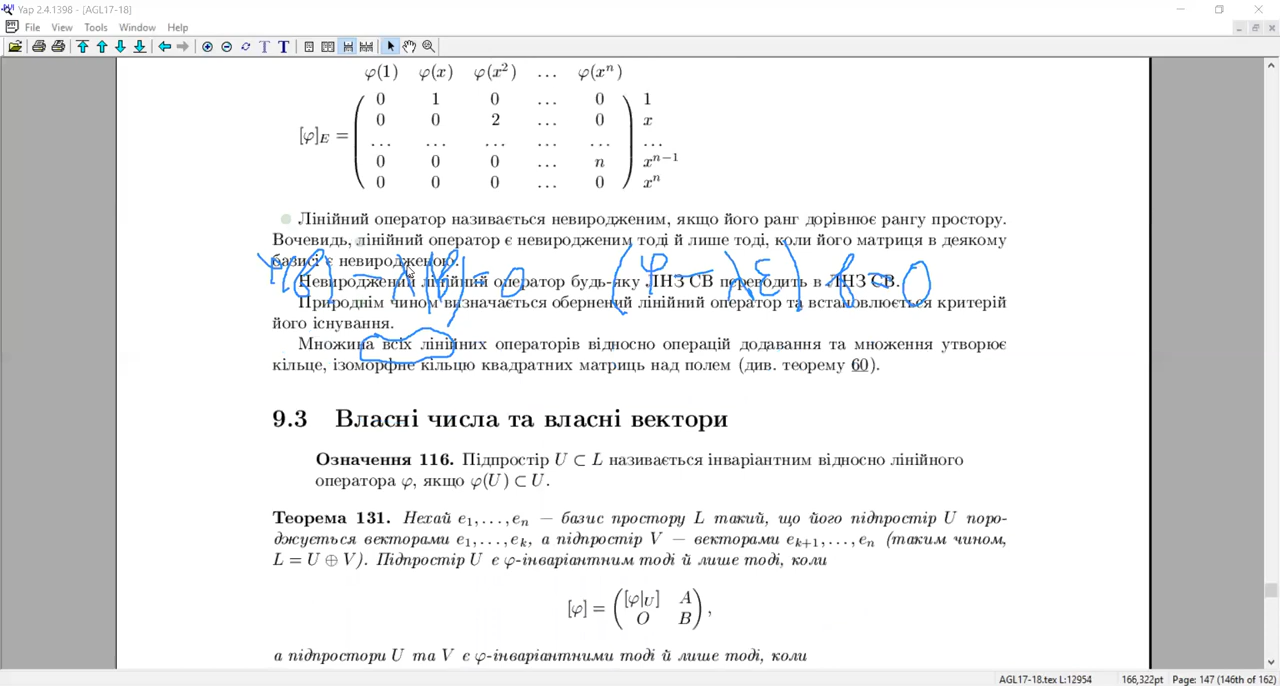 Yap 2.4.1398 - [AGL17-18]
File View Tools Window Help
φ(1) φ(x) φ(x²) … φ(xⁿ)
0 1 0 … 0 1
0 0 2 … 0 x
[φ]_E =
… … … … … …
0 0 0 … n xⁿ⁻¹
0 0 0 … 0 xⁿ
Лінійний оператор називається невиродженим, якщо його ранг дорівнює рангу простору.
Вочевидь, лінійний оператор є невиродженим тоді й лише тоді, коли його матриця в деякому
базисі є невиродженою.
φ(b) − λ b = 0 (φ − λε) b = 0
Невироджений лінійний оператор будь-яку ЛНЗ СВ переводить в ЛНЗ СВ.
Природнім чином визначається обернений лінійний оператор та встановлюється критерій
його існування.
Множина всіх лінійних операторів відносно операцій додавання та множення утворює
кільце, ізоморфне кільцю квадратних матриць над полем (див. теорему 60).
9.3 Власні числа та власні вектори
Означення 116. Підпростір U ⊂ L називається інваріантним відносно лінійного
оператора φ, якщо φ(U) ⊂ U.
Теорема 131. Нехай e₁, . . . , eₙ — базис простору L такий, що його підпростір U поро-
джується векторами e₁, . . . , eₖ, а підпростір V — векторами eₖ₊₁, . . . , eₙ (таким чином,
L = U ⊕ V). Підпростір U є φ-інваріантним тоді й лише тоді, коли
[φ|_U] A
[φ] = ,
O B
а підпростори U та V є φ-інваріантними тоді й лише тоді, коли
AGL17-18.tex L:12954 166,322pt Page: 147 (146th of 162)